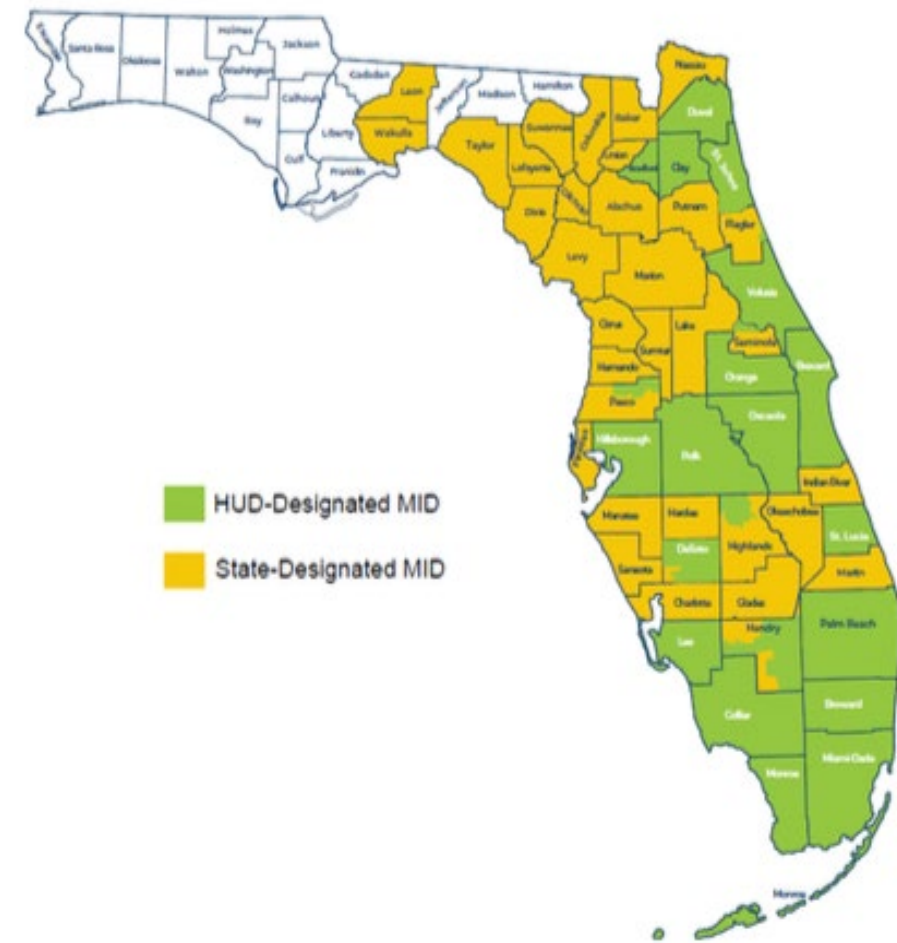 Escambia
Santa Rosa
Okaloosa
Walton
Holmes
Washington
Jackson
Bay
Calhoun
Gulf
Liberty
Gadsden
Franklin
Leon
Wakulla
Jefferson
Madison
Hamilton
Taylor
Suwannee
Lafayette
Columbia
Baker
Nassau
Duval
Union
Bradford
Clay
St. Johns
Dixie
Gilchrist
Alachua
Putnam
Flagler
Levy
Marion
Volusia
Citrus
Sumter
Lake
Seminole
Hernando
Orange
Brevard
Pasco
Osceola
Pinellas
Hillsborough
Polk
Indian River
HUD-Designated MID
State-Designated MID
Manatee
Hardee
Highlands
Okeechobee
St. Lucie
DeSoto
Sarasota
Martin
Charlotte
Glades
Lee
Hendry
Palm Beach
Collier
Broward
Monroe
Miami-Dade
Monroe